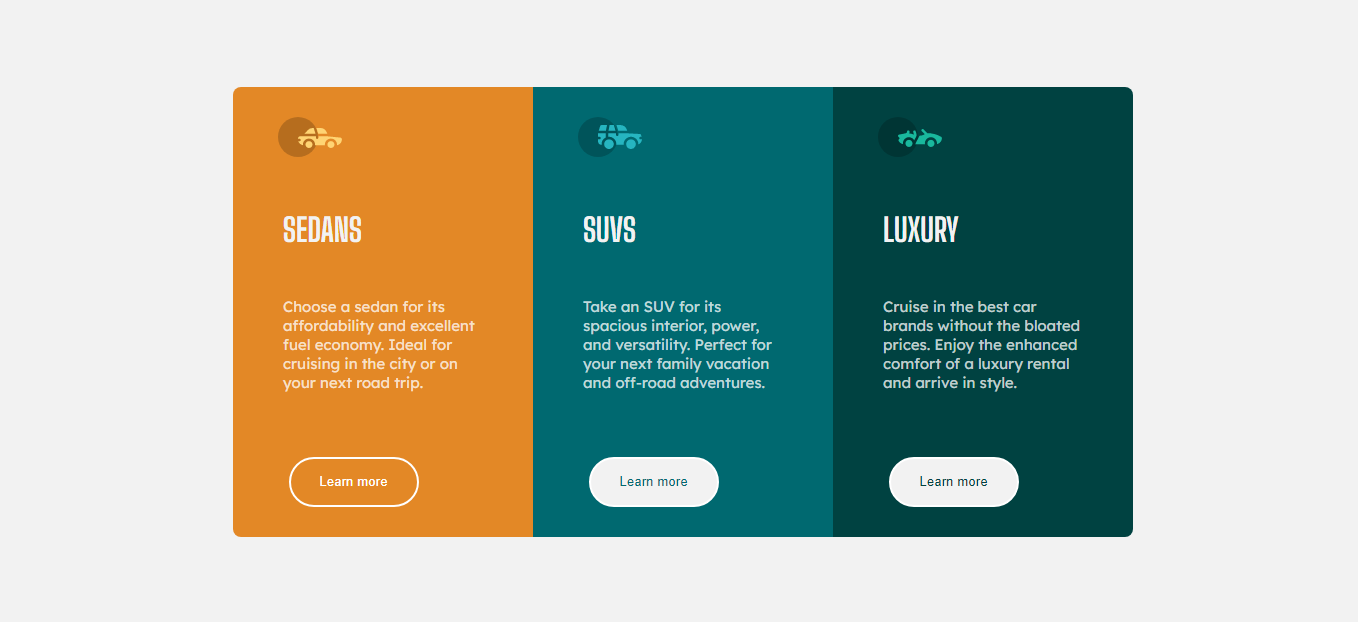 SEDANS
Choose a sedan for its
affordability and excellent
fuel economy. Ideal for
cruising in the city or on
your next road trip.
Learn more
SUVS
Take an SUV for its
spacious interior, power,
and versatility. Perfect for
your next family vacation
and off-road adventures.
Learn more
LUXURY
Cruise in the best car
brands without the bloated
prices. Enjoy the enhanced
comfort of a luxury rental
and arrive in style.
Learn more